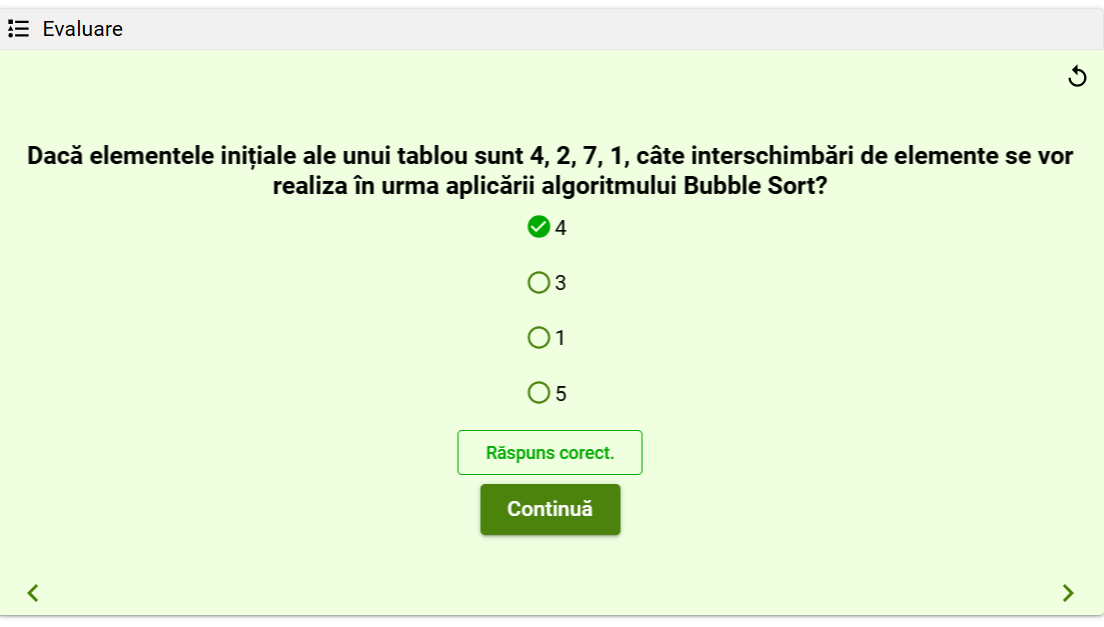 Evaluare
Dacă elementele inițiale ale unui tablou sunt 4, 2, 7, 1, câte interschimbări de elemente se vor
realiza în urma aplicării algoritmului Bubble Sort?
4
3
1
5
Răspuns corect.
Continuă